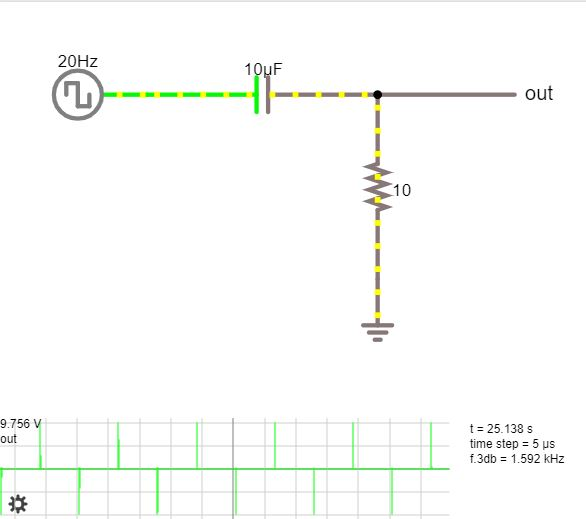 20Hz
10µF
out
10
9.756 V
out
t = 25.138 s
time step = 5 µs
f.3db = 1.592 kHz